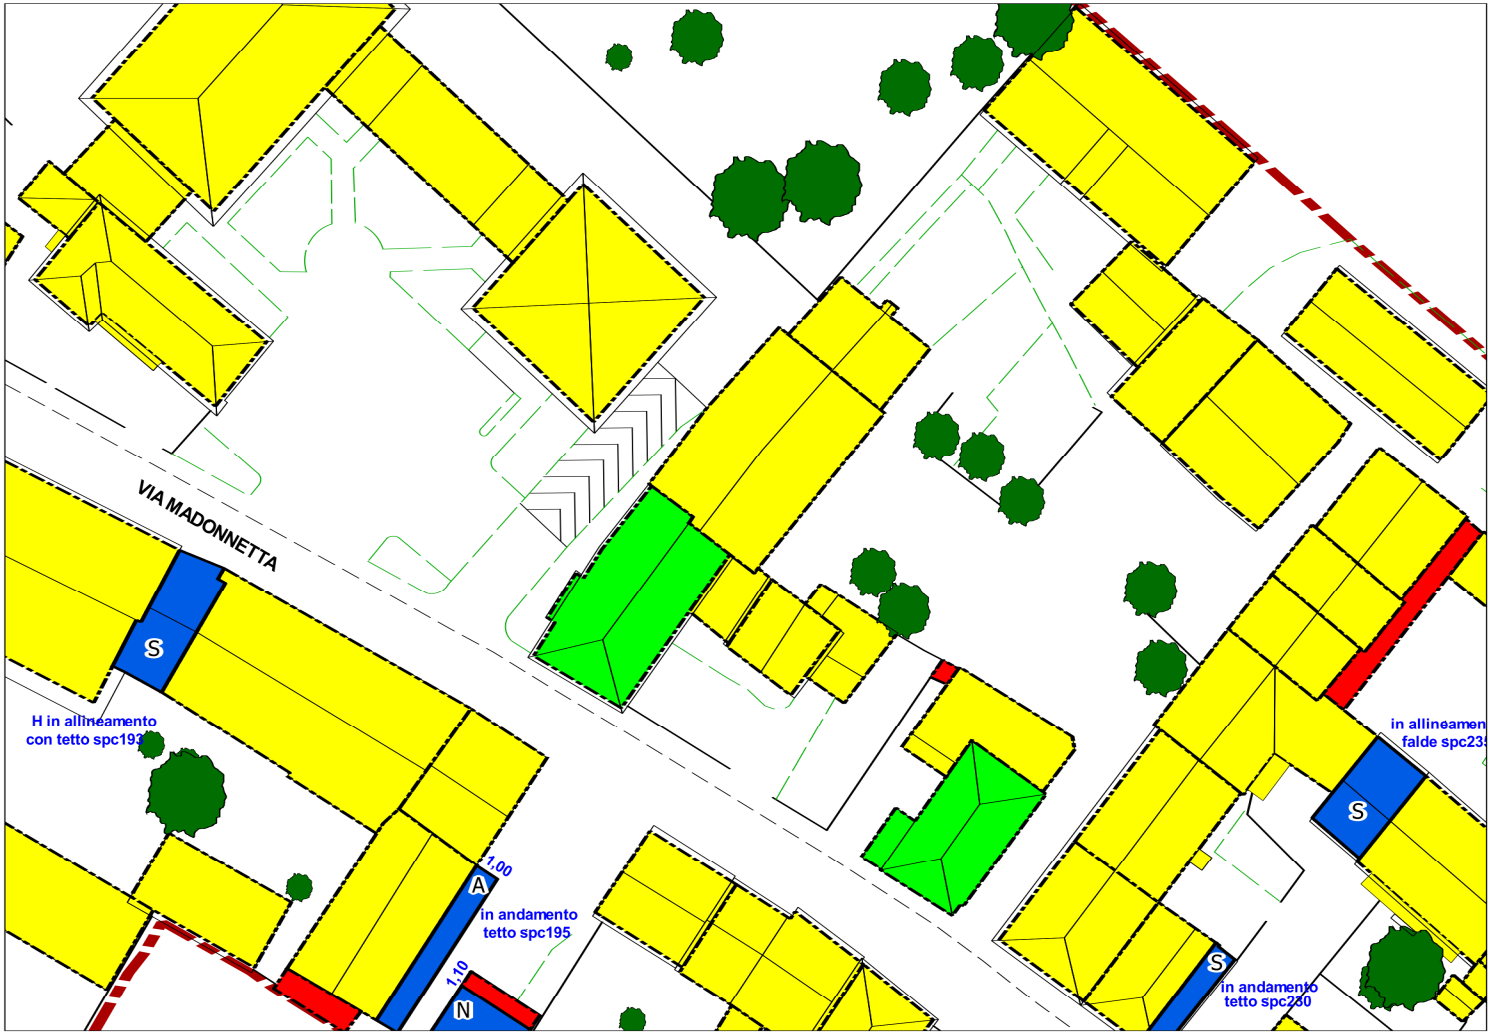 VIA MADONNETTA
S
H in allineamento
con tetto spc193
in allineamen
falde spc235
S
1,00
A
in andamento
tetto spc195
1,10
N
S
in andamento
tetto spc230